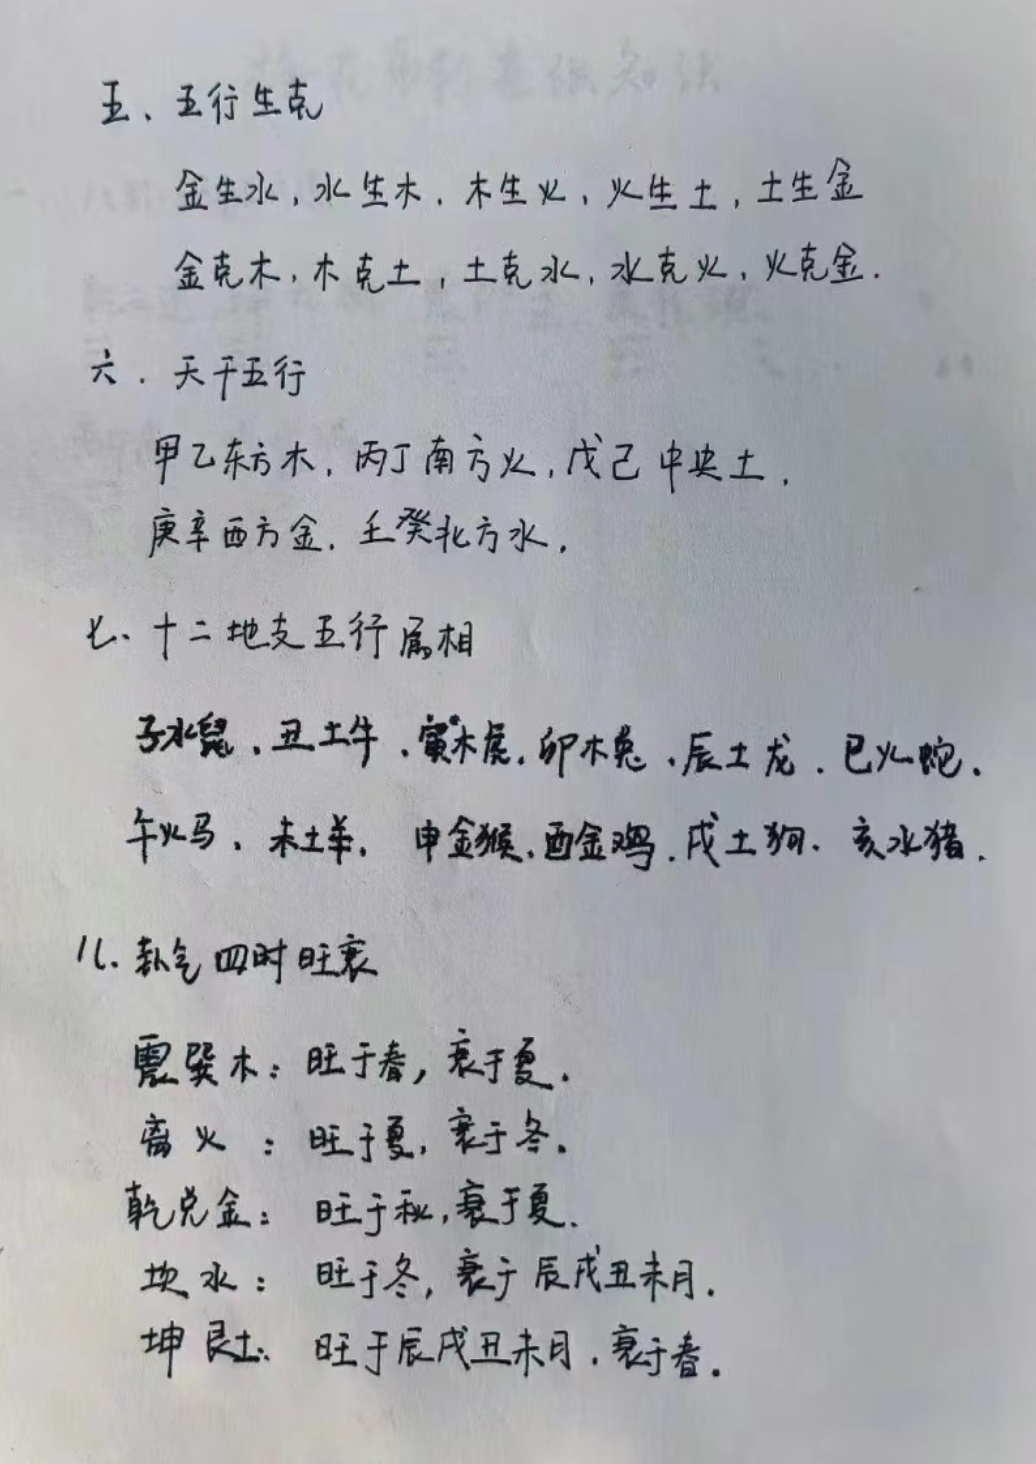 五、五行生克
金生水,水生木,木生火,火生土,土生金
金克木,木克土,土克水,水克火,火克金.
六.天干五行
甲乙东方木,丙丁南方火,戊己中央土.
庚辛西方金.壬癸北方水.
七、十二地支五行属相
子水鼠、丑土牛、寅木虎、卯木兔、辰土龙、巳火蛇.
午火马、未土羊、申金猴、酉金鸡、戌土狗、亥水猪.
八.卦气四时旺衰
震巽木:旺于春,衰于夏.
离火:旺于夏,衰于冬.
乾兑金:旺于秋,衰于夏.
坎水:旺于冬,衰于辰戌丑未月.
坤艮土:旺于辰戌丑未月.衰于春.